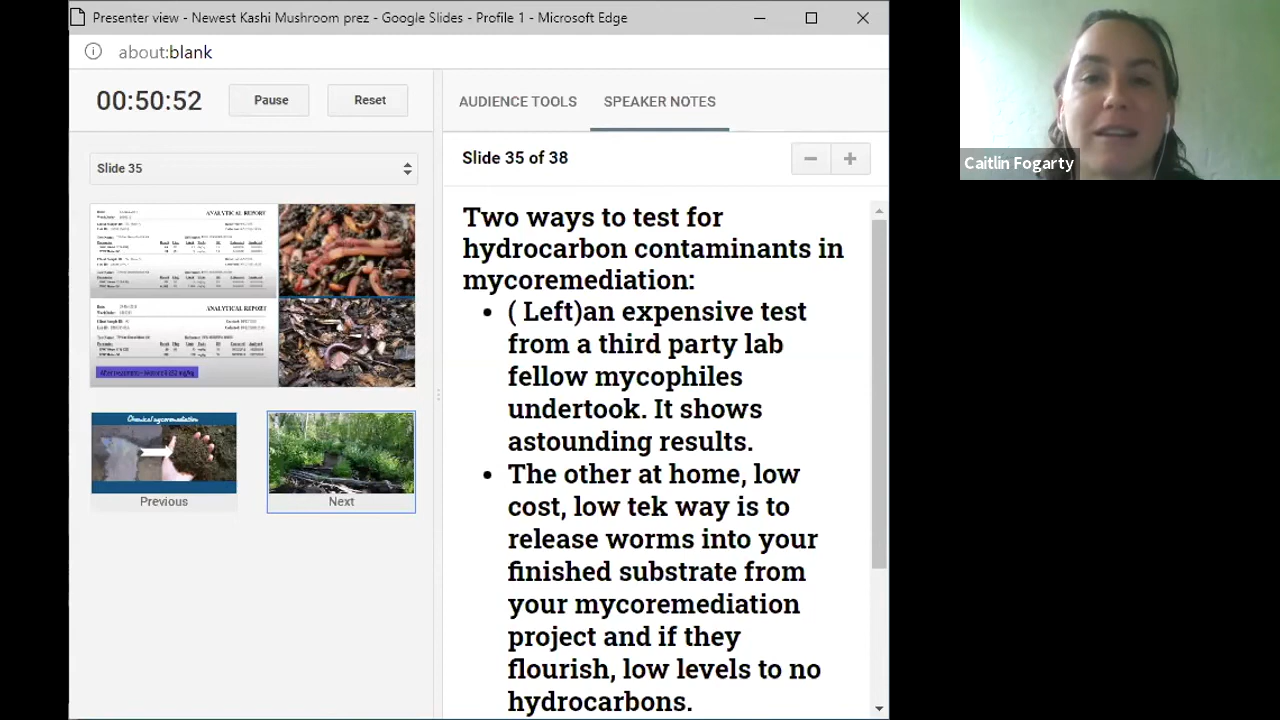 Presenter view - Newest Kashi Mushroom prez - Google Slides - Profile 1 - Microsoft Edge
about:blank
00:50:52
Pause
Reset
AUDIENCE TOOLS
SPEAKER NOTES
Slide 35
Slide 35 of 38
ANALYTICAL REPORT
ANALYTICAL REPORT
Chemical mycoremediation
Previous
Next
Two ways to test for
hydrocarbon contaminants in
mycoremediation:
• ( Left)an expensive test
from a third party lab
fellow mycophiles
undertook. It shows
astounding results.
• The other at home, low
cost, low tek way is to
release worms into your
finished substrate from
your mycoremediation
project and if they
flourish, low levels to no
hydrocarbons.
Caitlin Fogarty